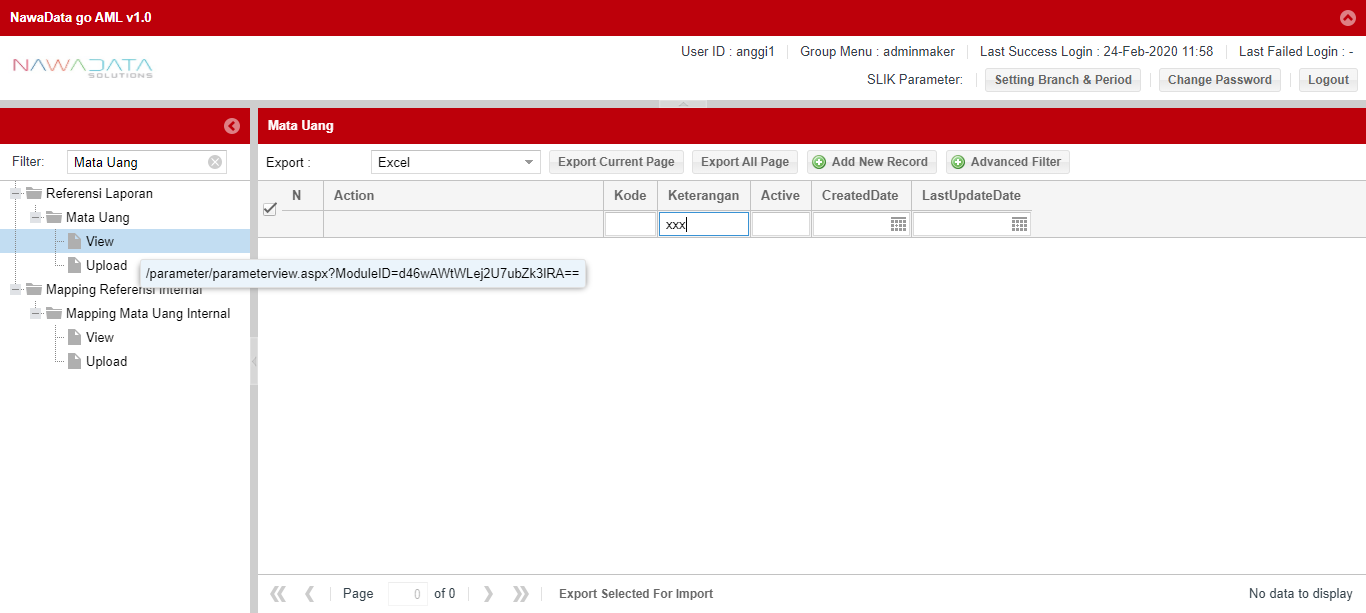 NawaData go AML v1.0
NAWADATA
SOLUTIONS
User ID : anggi1 Group Menu : adminmaker Last Success Login : 24-Feb-2020 11:58 Last Failed Login : -
SLIK Parameter: Setting Branch & Period Change Password Logout
Mata Uang
Filter: Mata Uang
Export : Excel Export Current Page Export All Page Add New Record Advanced Filter
Referensi Laporan
Mata Uang
View
Upload
Mapping Referensi Internal
Mapping Mata Uang Internal
View
Upload
/parameter/parameterview.aspx?ModuleID=d46wAWtWLej2U7ubZk3IRA==
N Action Kode Keterangan Active CreatedDate LastUpdateDate
xxx
Page 0 of 0 Export Selected For Import No data to display